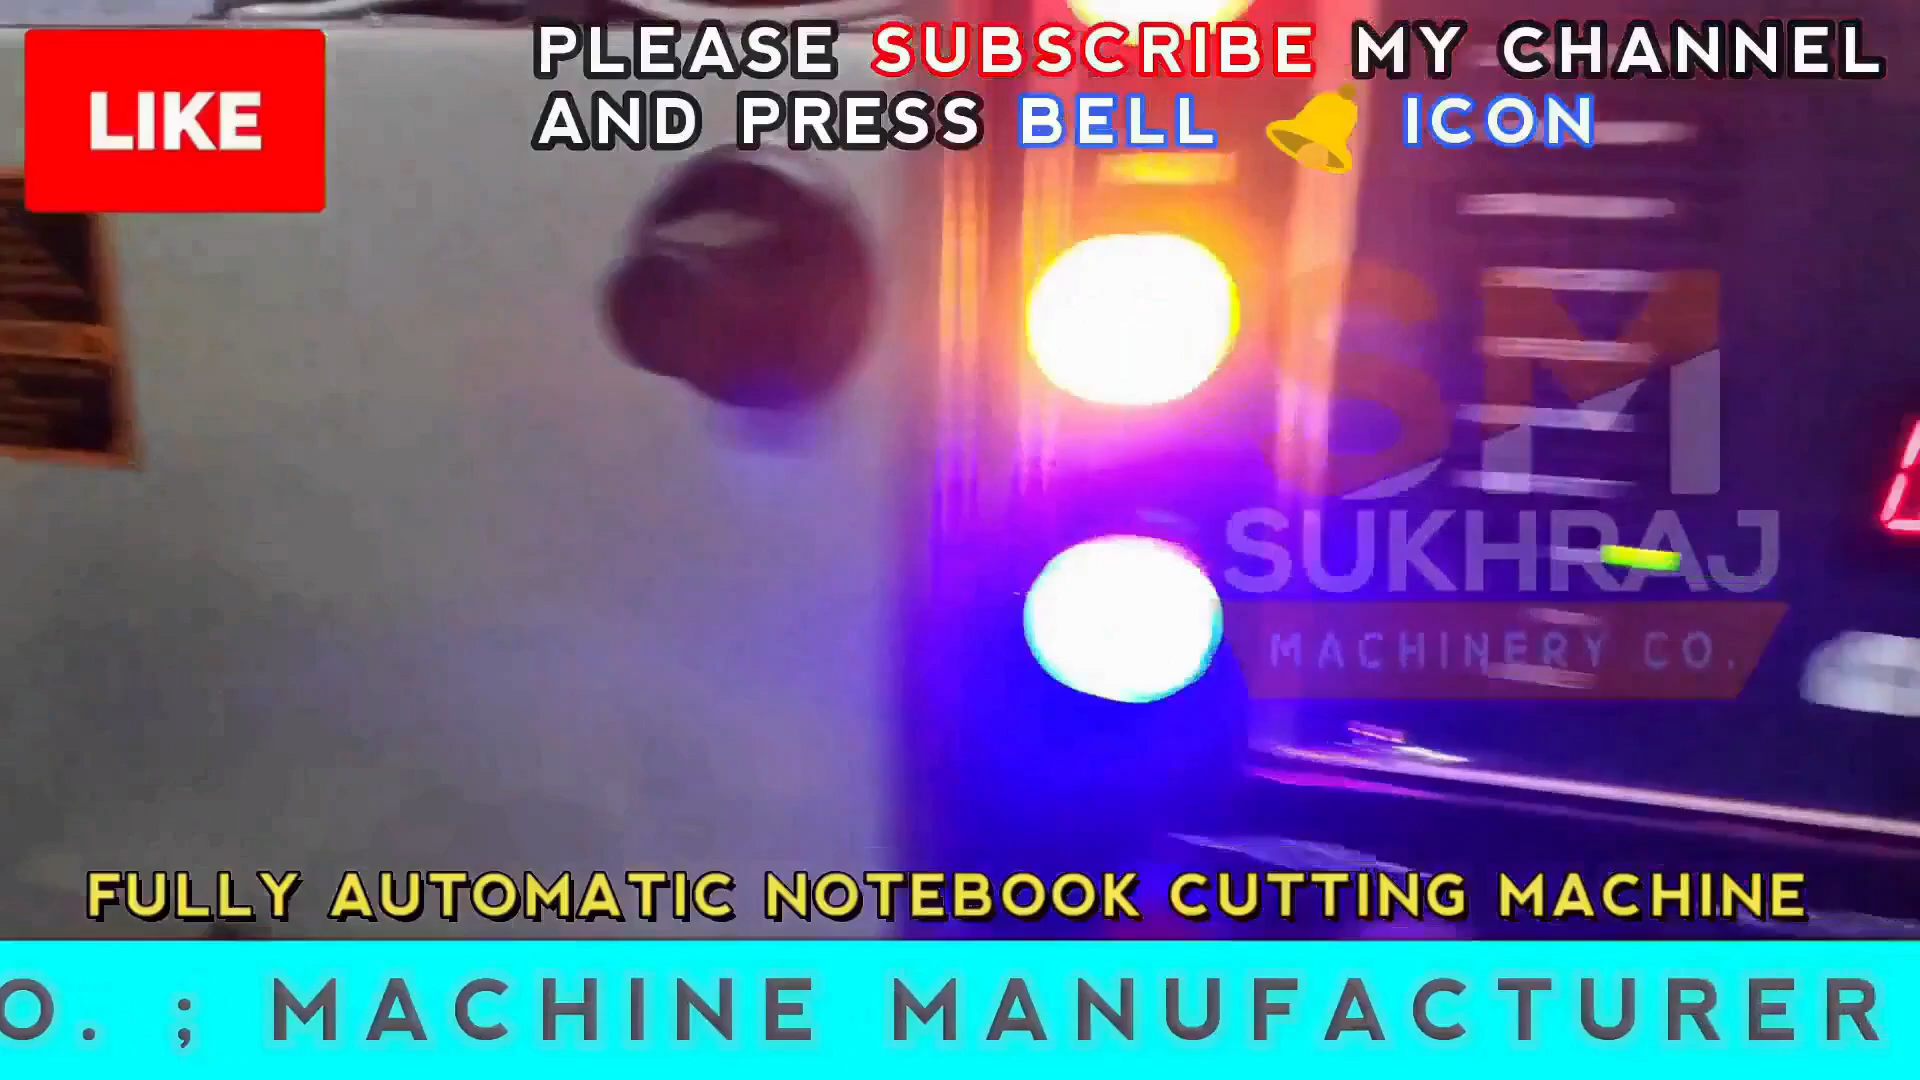 LIKE
PLEASE SUBSCRIBE MY CHANNEL
AND PRESS BELL 🔔 ICON
SM
SUKHRAJ
MACHINERY CO.
FULLY AUTOMATIC NOTEBOOK CUTTING MACHINE
O. ; MACHINE MANUFACTURER